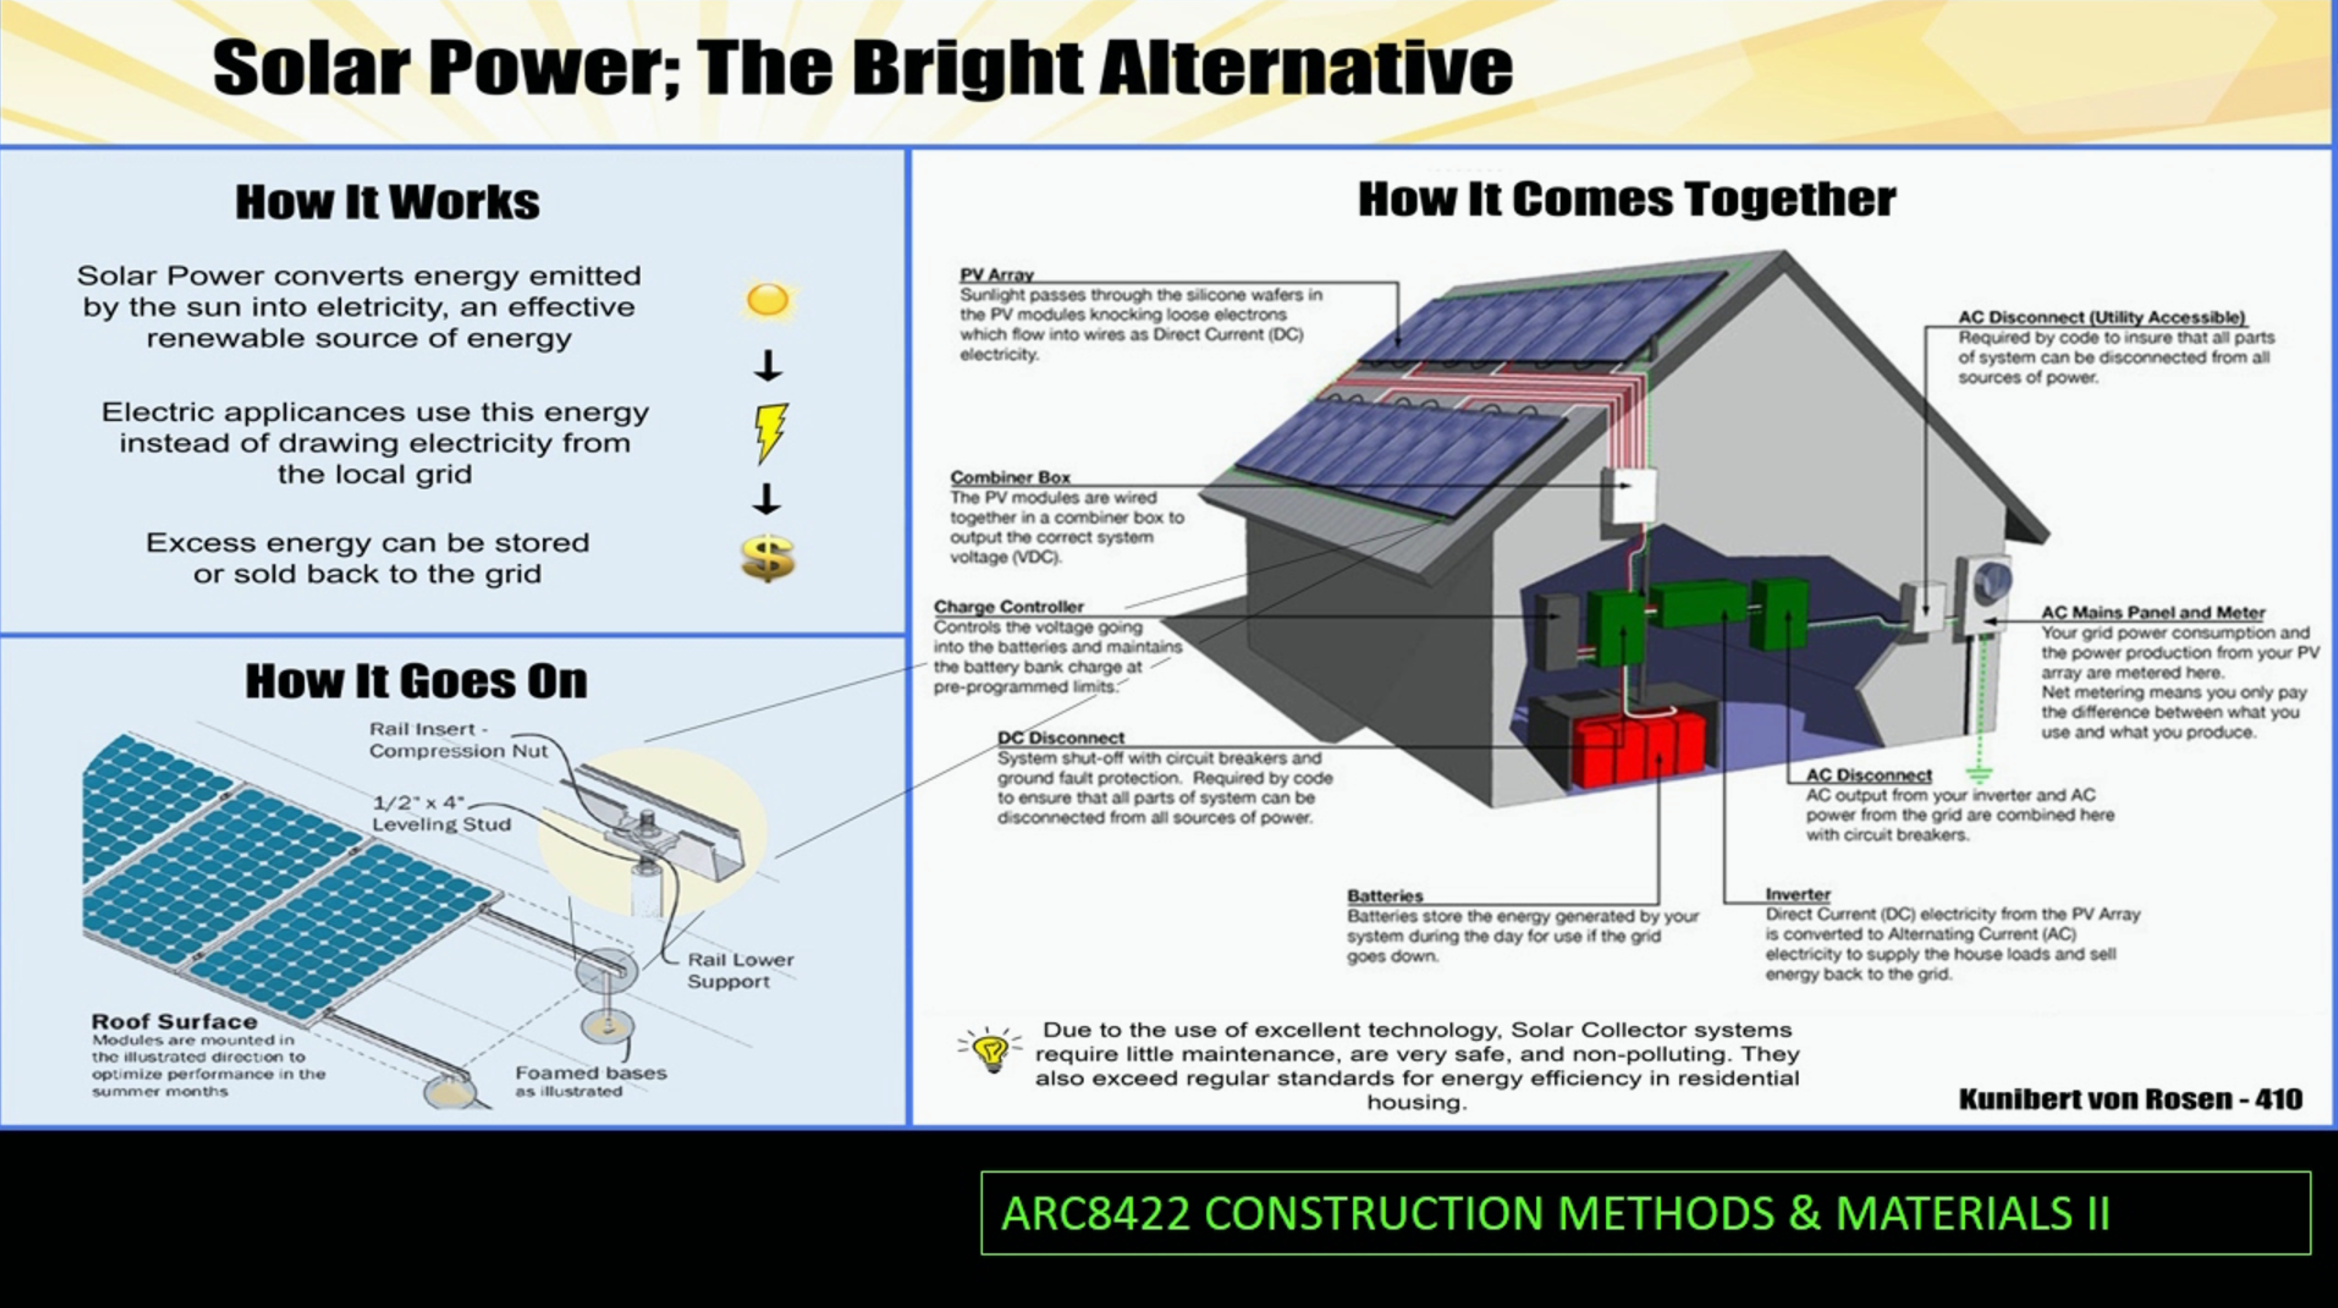 Solar Power; The Bright Alternative
How It Works
Solar Power converts energy emitted
by the sun into eletricity, an effective
renewable source of energy
Electric applicances use this energy
instead of drawing electricity from
the local grid
Excess energy can be stored
or sold back to the grid
$
How It Goes On
Rail Insert -
Compression Nut
1/2" x 4"
Leveling Stud
Rail Lower
Support
Roof Surface
Modules are mounted in
the illustrated direction to
optimize performance in the
summer months
Foamed bases
as illustrated
How It Comes Together
PV Array
Sunlight passes through the silicone wafers in
the PV modules knocking loose electrons
which flow into wires as Direct Current (DC)
electricity.
Combiner Box
The PV modules are wired
together in a combiner box to
output the correct system
voltage (VDC).
Charge Controller
Controls the voltage going
into the batteries and maintains
the battery bank charge at
pre-programmed limits.
DC Disconnect
System shut-off with circuit breakers and
ground fault protection. Required by code
to ensure that all parts of system can be
disconnected from all sources of power.
Batteries
Batteries store the energy generated by your
system during the day for use if the grid
goes down.
Inverter
Direct Current (DC) electricity from the PV Array
is converted to Alternating Current (AC)
electricity to supply the house loads and sell
energy back to the grid.
AC Disconnect
AC output from your inverter and AC
power from the grid are combined here
with circuit breakers.
AC Mains Panel and Meter
Your grid power consumption and
the power production from your PV
array are metered here.
Net metering means you only pay
the difference between what you
use and what you produce.
AC Disconnect (Utility Accessible)
Required by code to insure that all parts
of system can be disconnected from all
sources of power.
Due to the use of excellent technology, Solar Collector systems
require little maintenance, are very safe, and non-polluting. They
also exceed regular standards for energy efficiency in residential
housing.
Kunibert von Rosen - 410
ARC8422 CONSTRUCTION METHODS & MATERIALS II